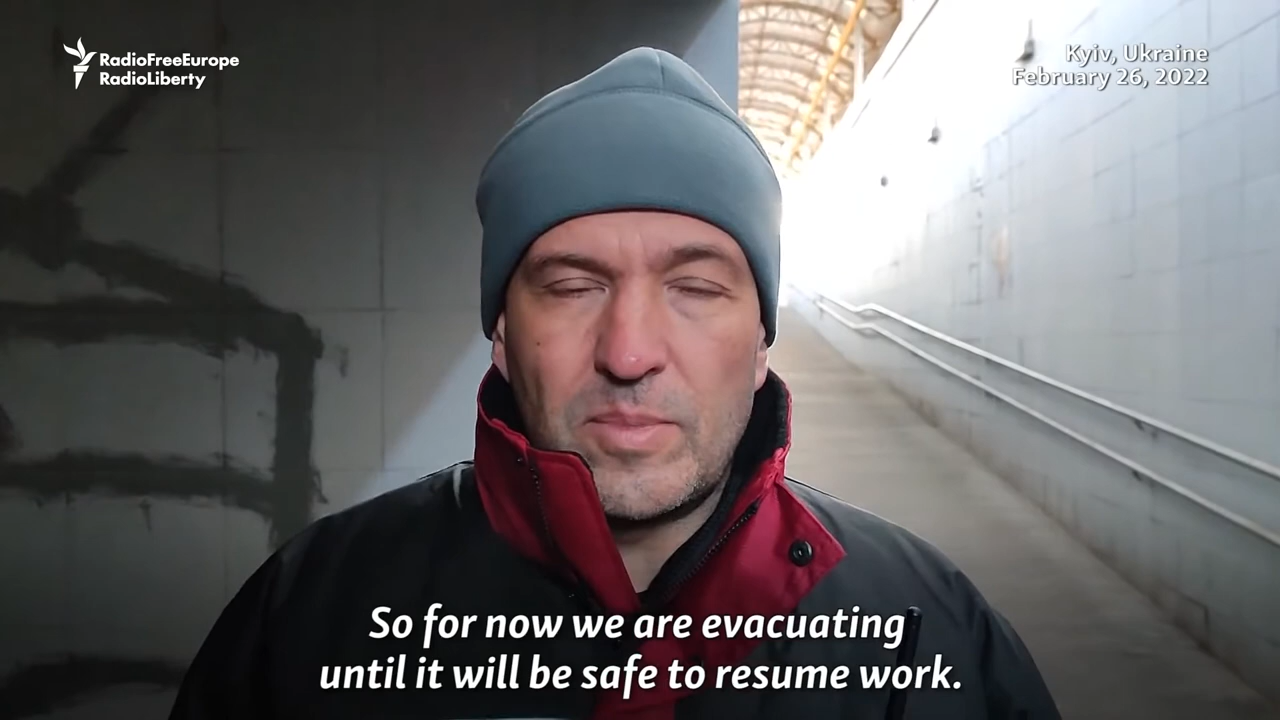 RadioFreeEurope
RadioLiberty
Kyiv, Ukraine
February 26, 2022
So for now we are evacuating
until it will be safe to resume work.